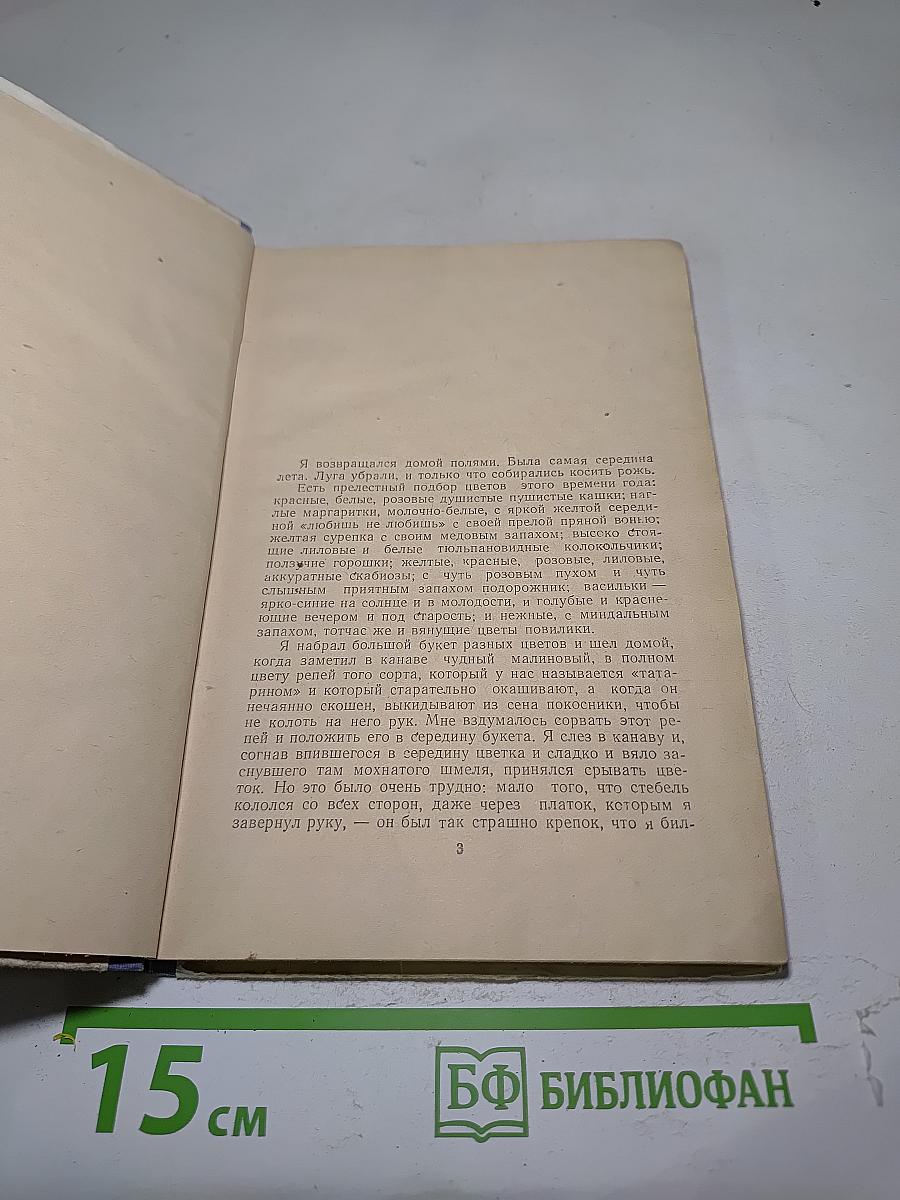 Я возвращался домой полями. Была самая середина
лета. Луга убрали, и только что собирались косить рожь.
Есть прелестный подбор цветов этого времени года:
красные, белые, розовые душистые пушистые кашки; наг-
лые маргаритки, молочно-белые, с яркой желтой середи-
ной «любишь не любишь» с своей прелой пряной вонью;
желтая сурепка с своим медовым запахом; высоко стоя-
щие лиловые и белые тюльпановидные колокольчики;
ползучие горошки; желтые, красные, розовые, лиловые,
аккуратные скабиозы; с чуть розовым пухом и чуть
слышным приятным запахом подорожник; васильки —
ярко-синие на солнце и в молодости, и голубые и красне-
ющие вечером и под старость; и нежные, с миндальным
запахом, тотчас же и вянущие цветы повилики.
Я набрал большой букет разных цветов и шел домой,
когда заметил в канаве чудный малиновый, в полном
цвету репей того сорта, который у нас называется «тата-
рином» и который старательно окашивают, а когда он
нечаянно скошен, выкидывают из сена покосники, чтобы
не колоть на него рук. Мне вздумалось сорвать этот ре-
пей и положить его в середину букета. Я слез в канаву и,
согнав впившегося в середину цветка и сладко и вяло за-
снувшего там мохнатого шмеля, принялся срывать цве-
ток. Но это было очень трудно: мало того, что стебель
кололся со всех сторон, даже через платок, которым я
завернул руку, — он был так страшно крепок, что я бил-
3
15 см
БФ БИБЛИОФАН